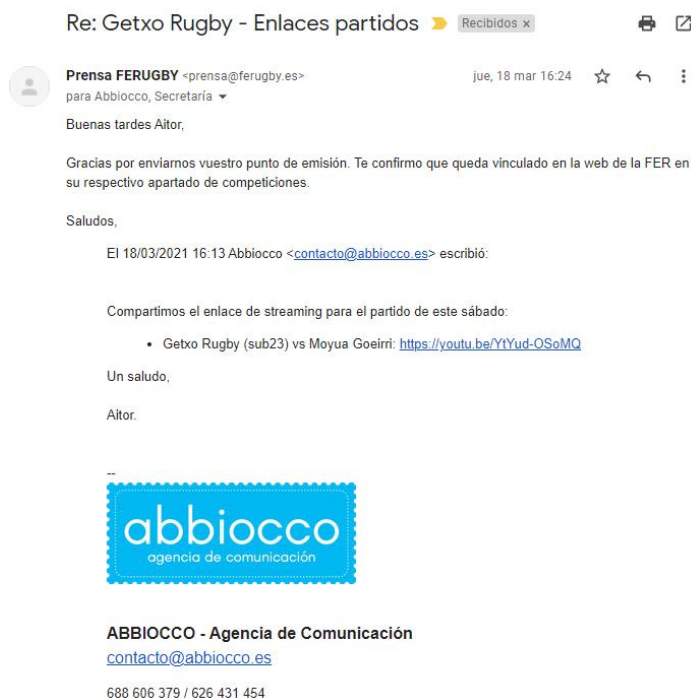 Re: Getxo Rugby - Enlaces partidos
Recibidos x
Prensa FERUGBY <prensa@ferugby.es>
jue, 18 mar 16:24
para Abbiocco, Secretaría
Buenas tardes Aitor,
Gracias por enviarnos vuestro punto de emisión. Te confirmo que queda vinculado en la web de la FER en
su respectivo apartado de competiciones.
Saludos,
El 18/03/2021 16:13 Abbiocco <contacto@abbiocco.es> escribió:
Compartimos el enlace de streaming para el partido de este sábado:
• Getxo Rugby (sub23) vs Moyua Goeirri: https://youtu.be/YtYud-OSoMQ
Un saludo,
Aitor.
--
abbiocco
agencia de comunicación
ABBIOCCO - Agencia de Comunicación
contacto@abbiocco.es
688 606 379 / 626 431 454